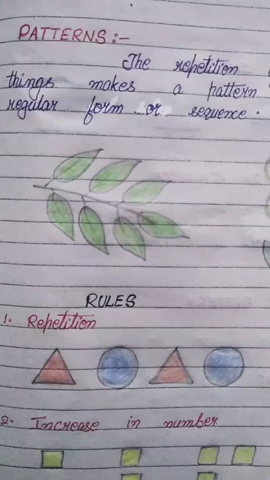 PATTERNS:-
The repetition
things makes a pattern
regular form or sequence.
RULES
1. Repetition
2. Increase in number